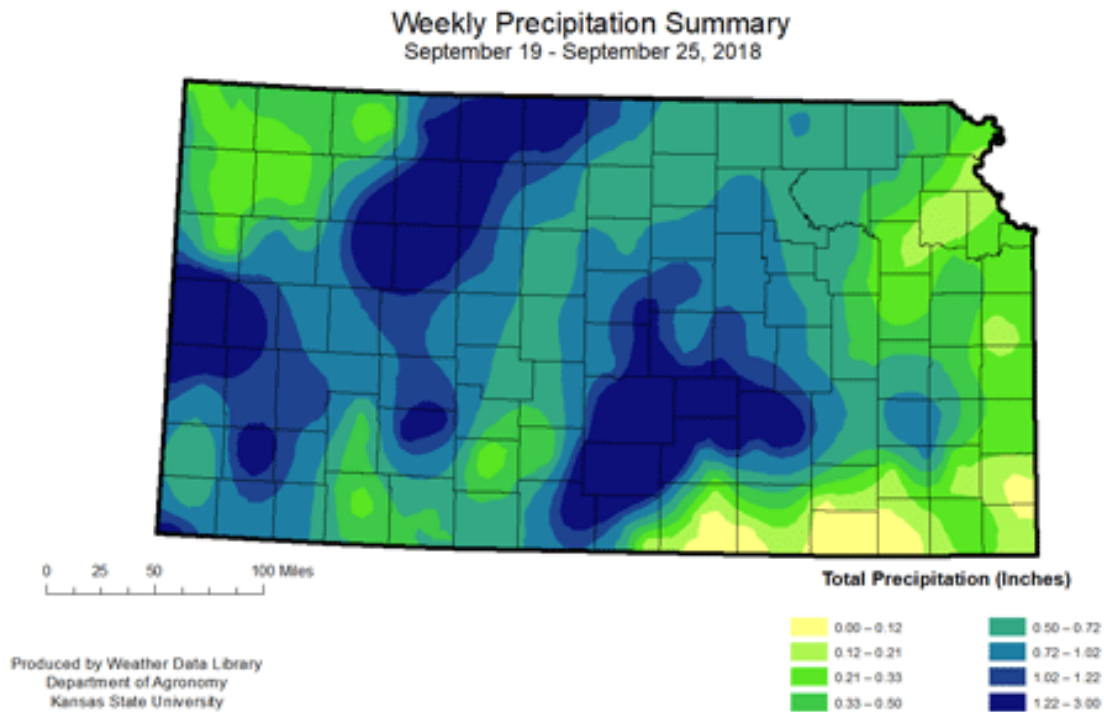 Weekly Precipitation Summary
September 19 - September 25, 2018
0 25 50 100 Miles
Total Precipitation (Inches)
0.00 – 0.12
0.12 – 0.21
0.21 – 0.33
0.33 – 0.50
0.50 – 0.72
0.72 – 1.02
1.02 – 1.22
1.22 – 3.00
Produced by Weather Data Library
Department of Agronomy
Kansas State University